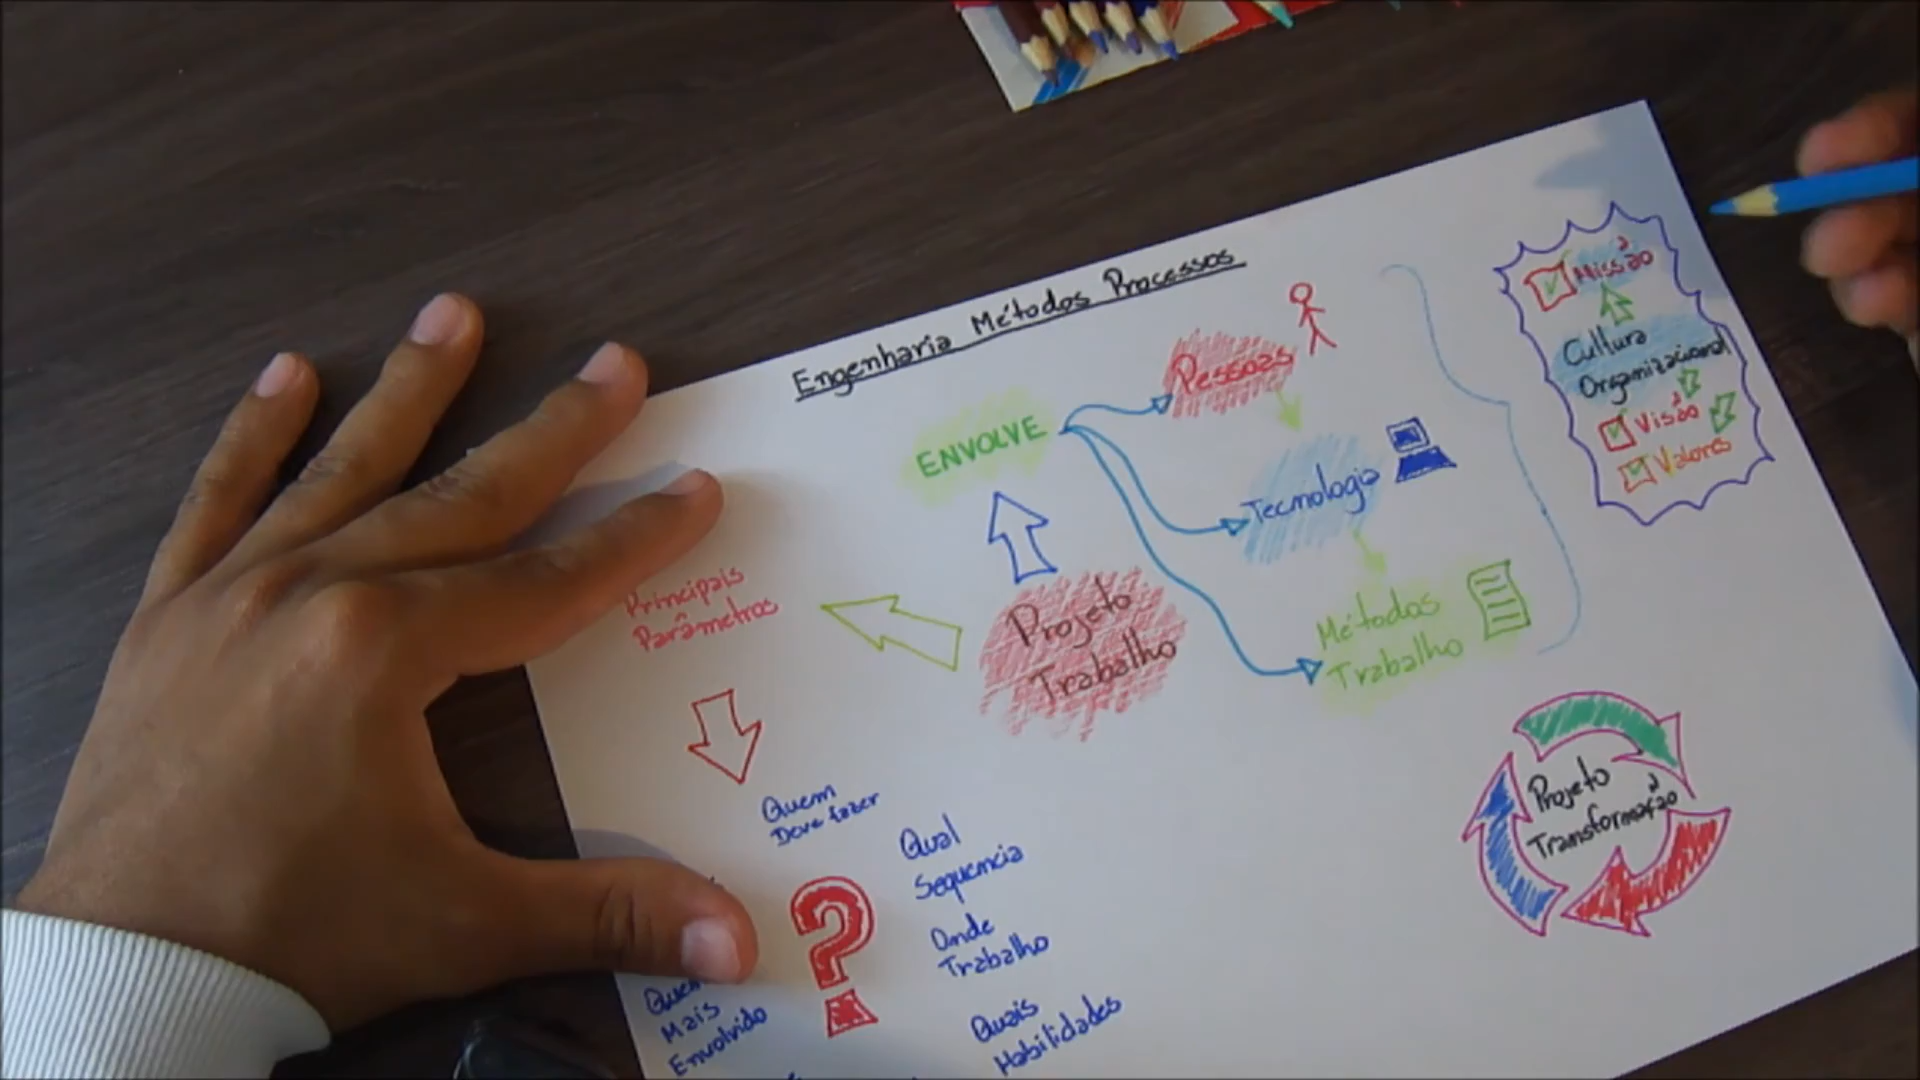 Engenharia Métodos Processos
ENVOLVE
Pessoas
Tecnologia
Métodos
Trabalho
Missão
Cultura
Organizacional
Visão
Valores
Projeto
Trabalho
Principais
Parâmetros
Quem
Deve fazer
Qual
Sequencia
Onde
Trabalho
Quais
Habilidades
Quem
Mais
Envolvido
Projeto
Transformação